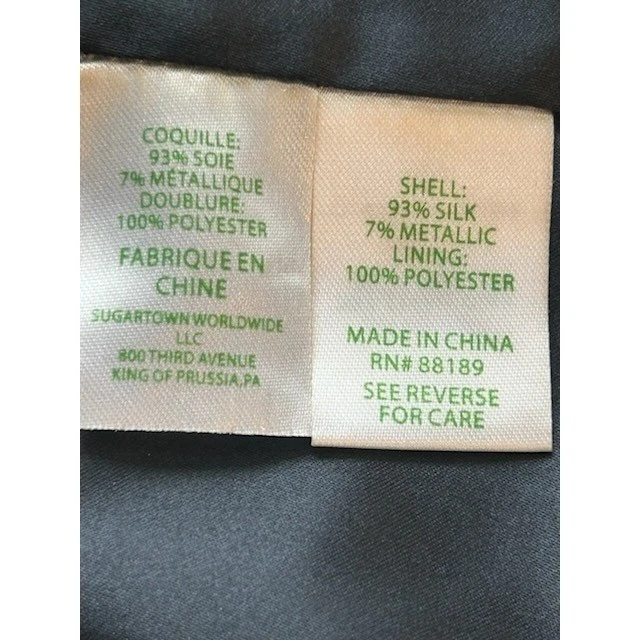 COQUILLE:
93% SOIE
7% MÉTALLIQUE
DOUBLURE:
100% POLYESTER
FABRIQUE EN
CHINE
SUGARTOWN WORLDWIDE
LLC
800 THIRD AVENUE
KING OF PRUSSIA,PA
SHELL:
93% SILK
7% METALLIC
LINING:
100% POLYESTER
MADE IN CHINA
RN# 88189
SEE REVERSE
FOR CARE